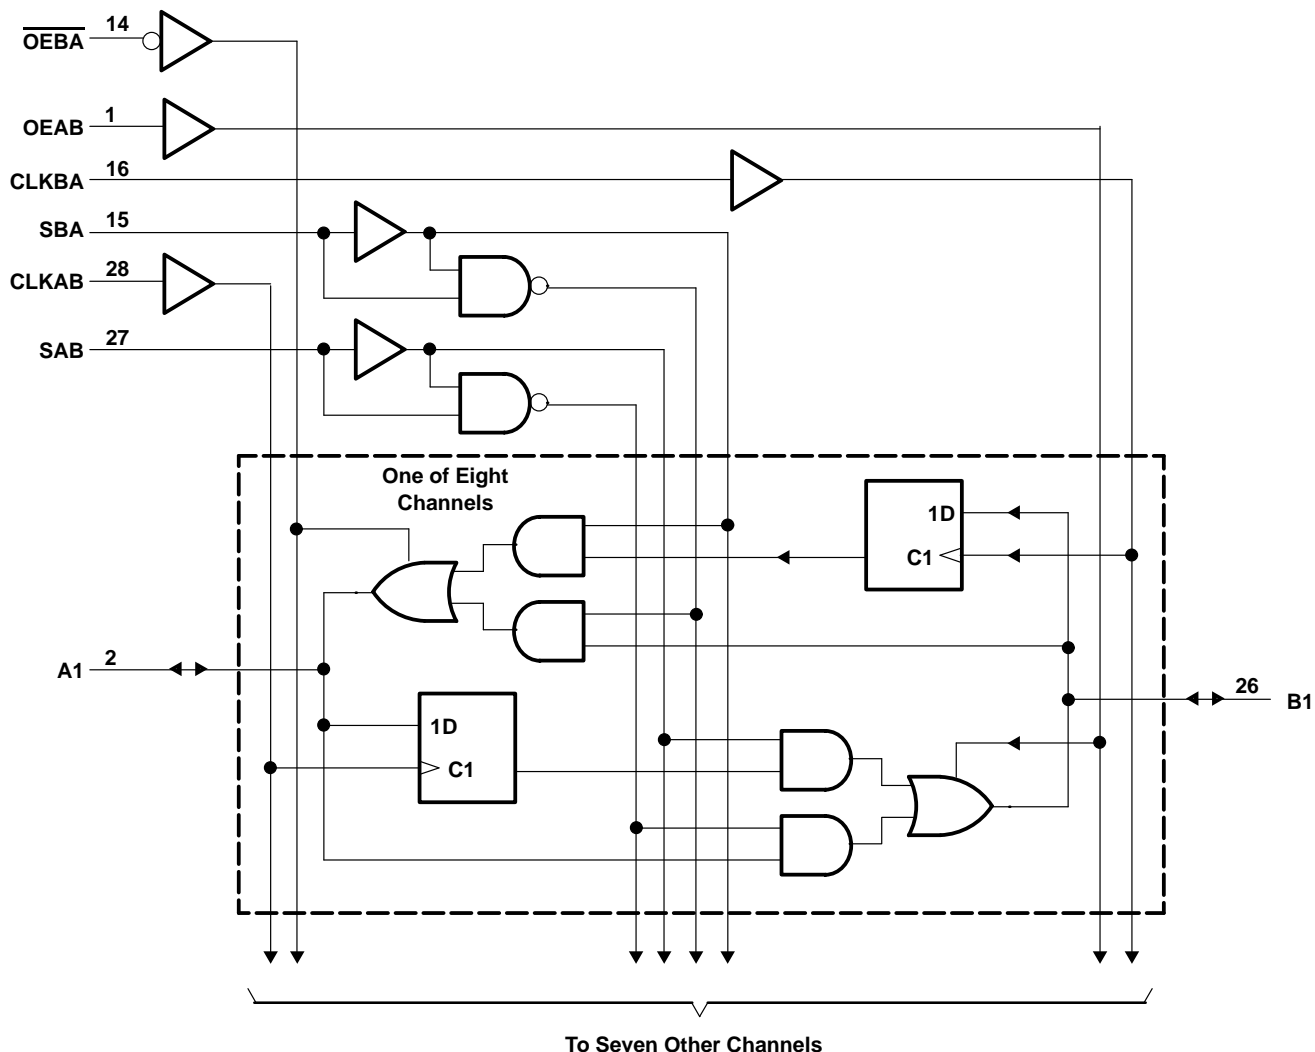 OEBA 14
OEAB 1
CLKBA 16
SBA 15
CLKAB 28
SAB 27
One of Eight
Channels
1D
C1
A1 2
26 B1
1D
C1
To Seven Other Channels